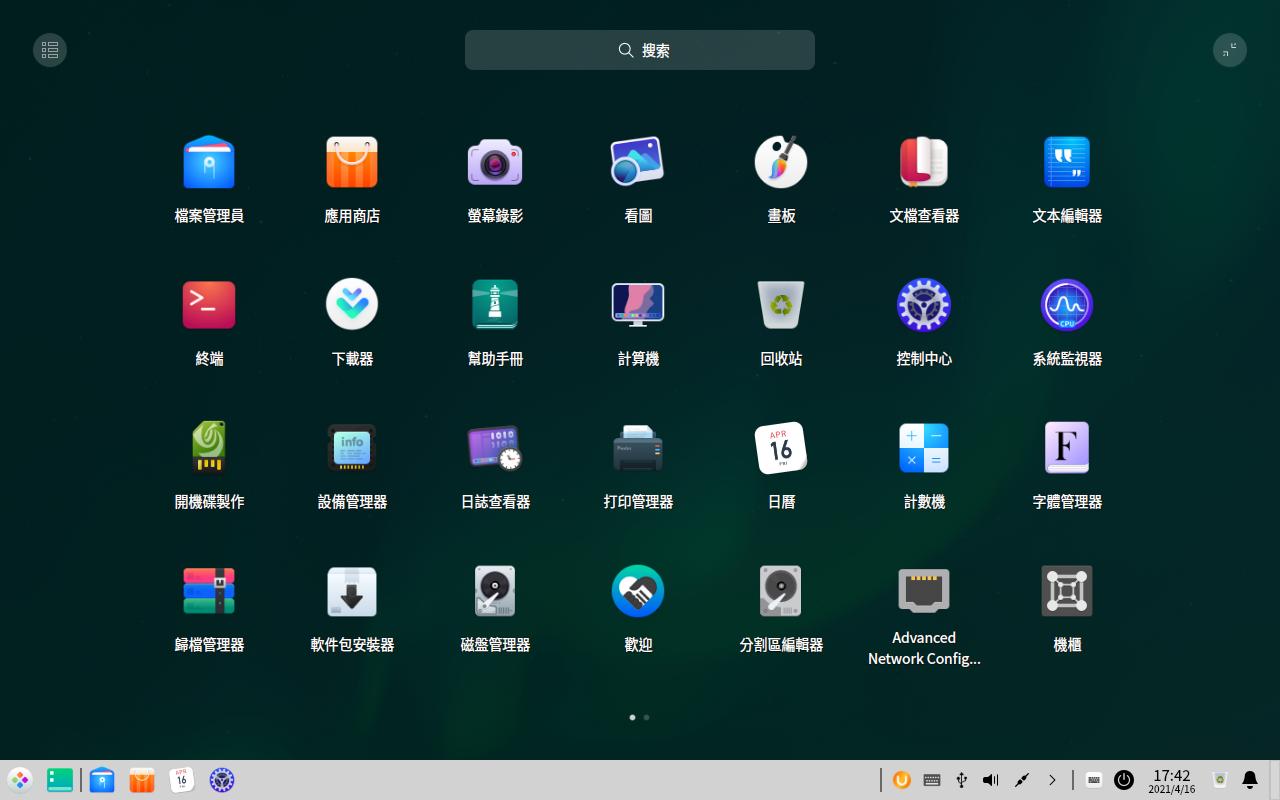 搜索
檔案管理員
應用商店
螢幕錄影
看圖
畫板
文檔查看器
文本編輯器
終端
下載器
幫助手冊
計算機
回收站
控制中心
CPU
系統監視器
開機碟製作
info
設備管理器
日誌查看器
打印管理器
APR
16
FRI
日曆
計數機
F
字體管理器
歸檔管理器
軟件包安裝器
磁盤管理器
歡迎
分割區編輯器
Advanced
Network Config...
機櫃
APR
16
17:42
2021/4/16